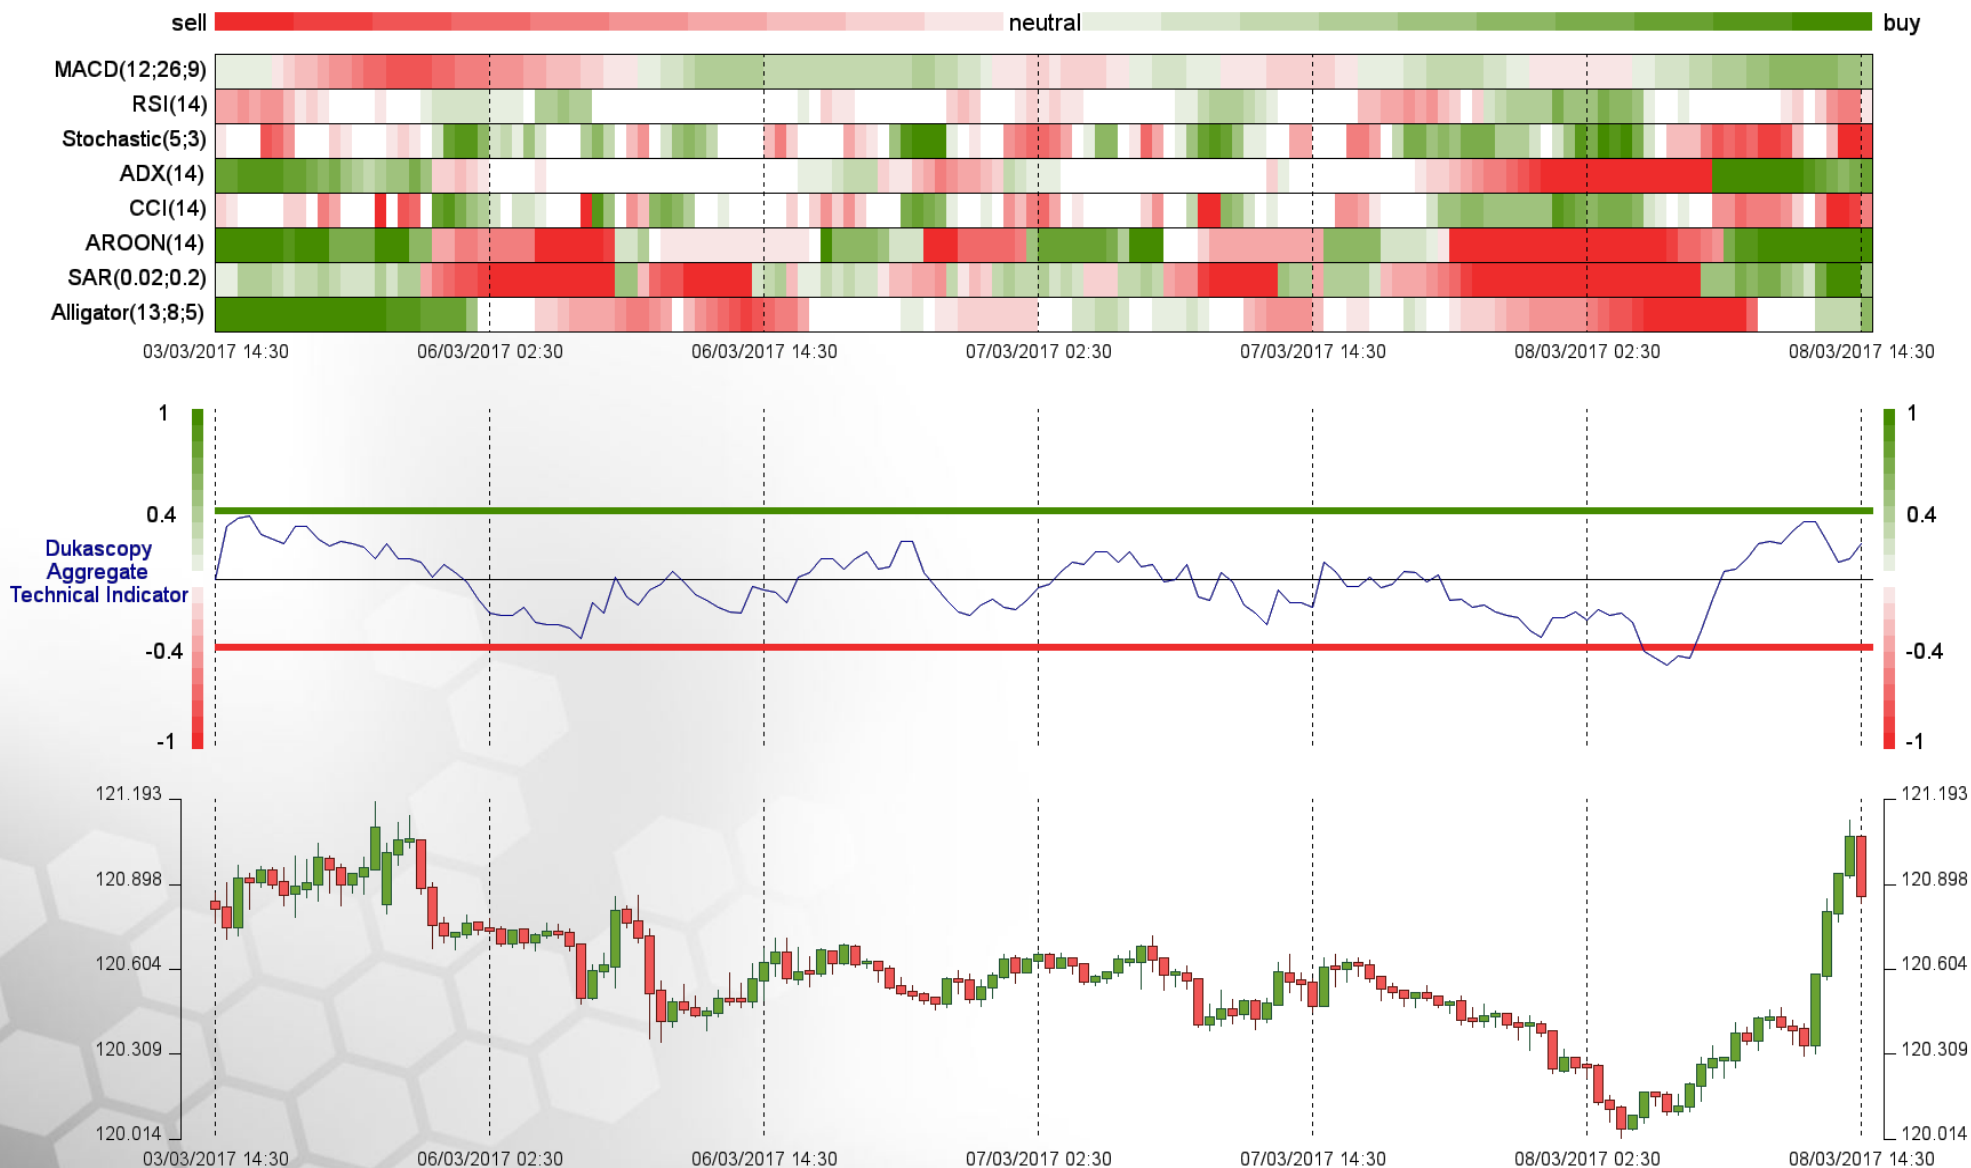 sell neutral buy
MACD(12;26;9)
RSI(14)
Stochastic(5;3)
ADX(14)
CCI(14)
AROON(14)
SAR(0.02;0.2)
Alligator(13;8;5)
03/03/2017 14:30 06/03/2017 02:30 06/03/2017 14:30 07/03/2017 02:30 07/03/2017 14:30 08/03/2017 02:30 08/03/2017 14:30
1 1
0.4 0.4
Dukascopy
Aggregate
Technical Indicator
-0.4 -0.4
-1 -1
121.193 121.193
120.898 120.898
120.604 120.604
120.309 120.309
120.014 120.014
03/03/2017 14:30 06/03/2017 02:30 06/03/2017 14:30 07/03/2017 02:30 07/03/2017 14:30 08/03/2017 02:30 08/03/2017 14:30